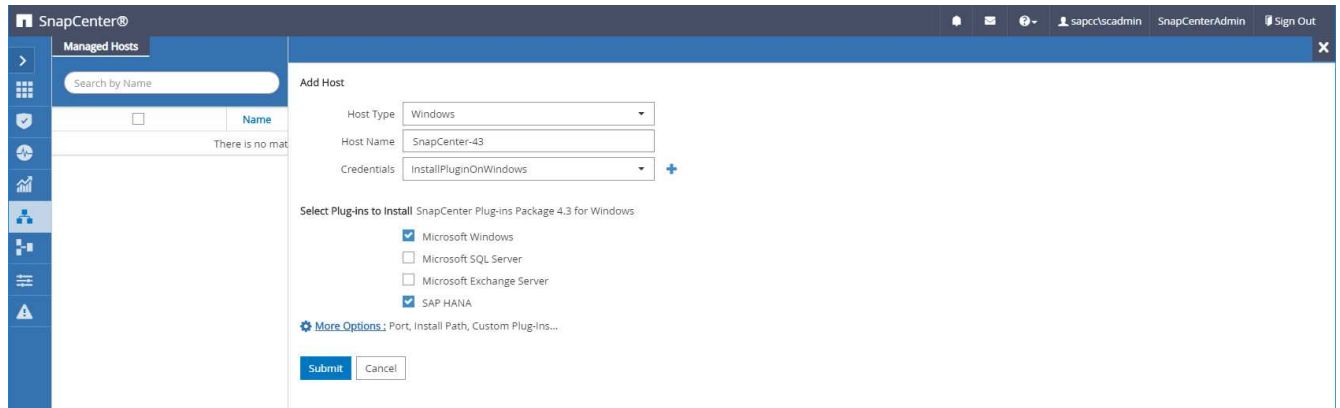 SnapCenter®
sapcc\scadmin SnapCenterAdmin Sign Out
Managed Hosts
Search by Name
Name
There is no mat
Add Host
Host Type Windows
Host Name SnapCenter-43
Credentials InstallPluginOnWindows
Select Plug-ins to Install SnapCenter Plug-ins Package 4.3 for Windows
Microsoft Windows
Microsoft SQL Server
Microsoft Exchange Server
SAP HANA
More Options : Port, Install Path, Custom Plug-Ins...
Submit Cancel